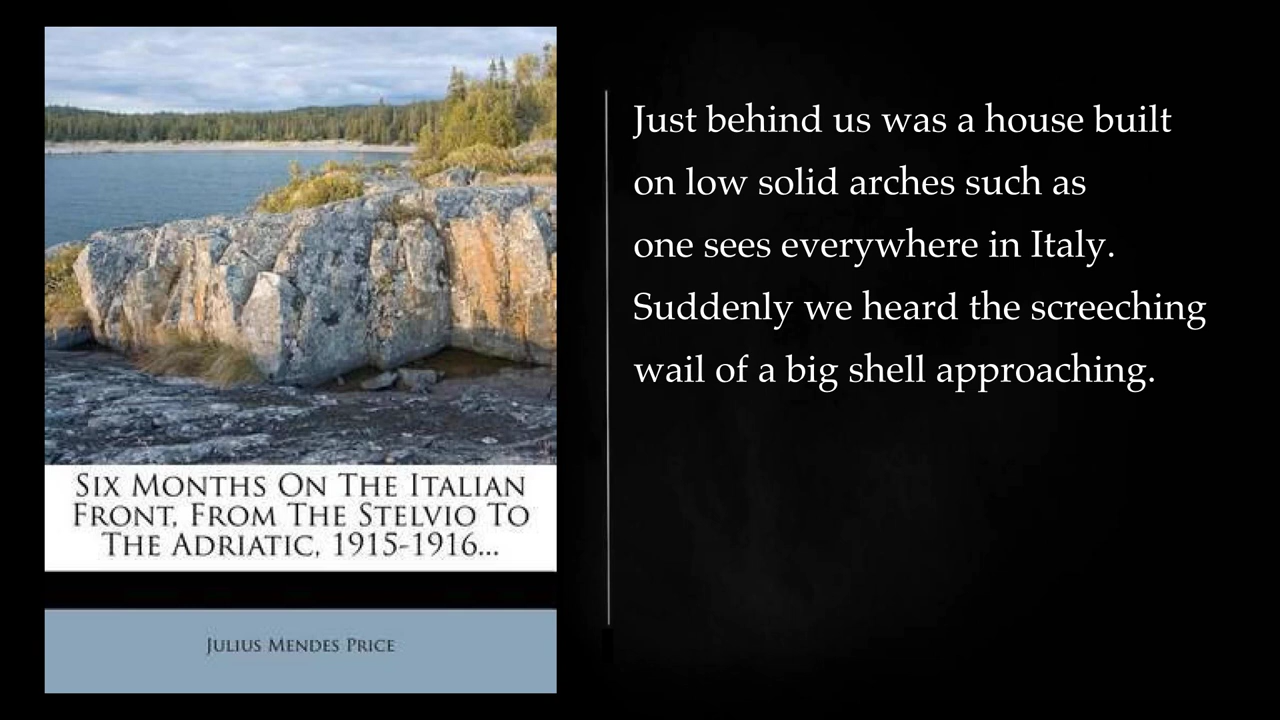 Just behind us was a house built
on low solid arches such as
one sees everywhere in Italy.
Suddenly we heard the screeching
wail of a big shell approaching.
Six Months On The Italian
Front, From The Stelvio To
The Adriatic, 1915-1916...
Julius Mendes Price